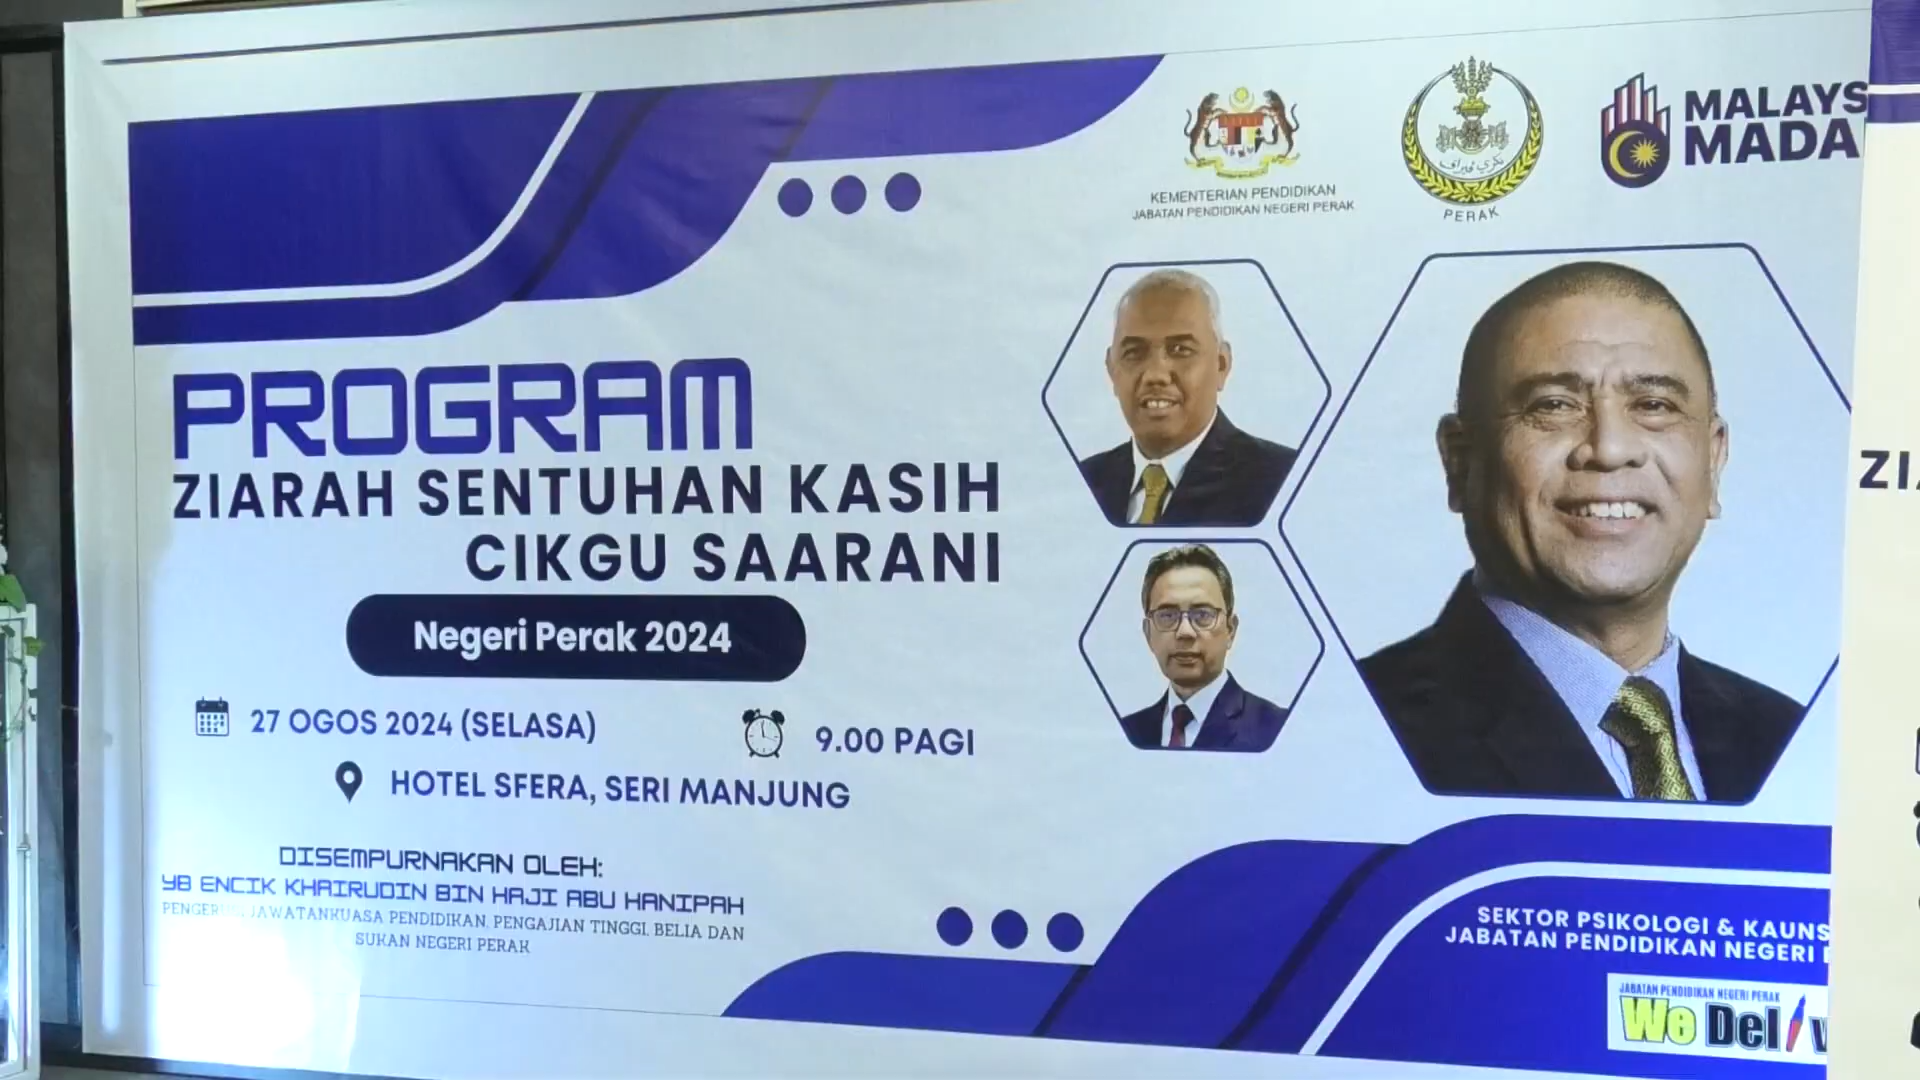 KEMENTERIAN PENDIDIKAN
JABATAN PENDIDIKAN NEGERI PERAK
PERAK
MALAYS
MADA
PROGRAM
ZIARAH SENTUHAN KASIH
CIKGU SAARANI
Negeri Perak 2024
27 OGOS 2024 (SELASA)
9.00 PAGI
HOTEL SFERA, SERI MANJUNG
DISEMPURNAKAN OLEH:
YB ENCIK KHAIRUDIN BIN HAJI ABU HANIPAH
JAWATANKUASA PENDIDIKAN, PENGAJIAN TINGGI, BELIA DAN
SUKAN NEGERI PERAK
SEKTOR PSIKOLOGI & KAUNS
JABATAN PENDIDIKAN NEGERI
JABATAN PENDIDIKAN NEGERI PERAK
We Deliv
ZI